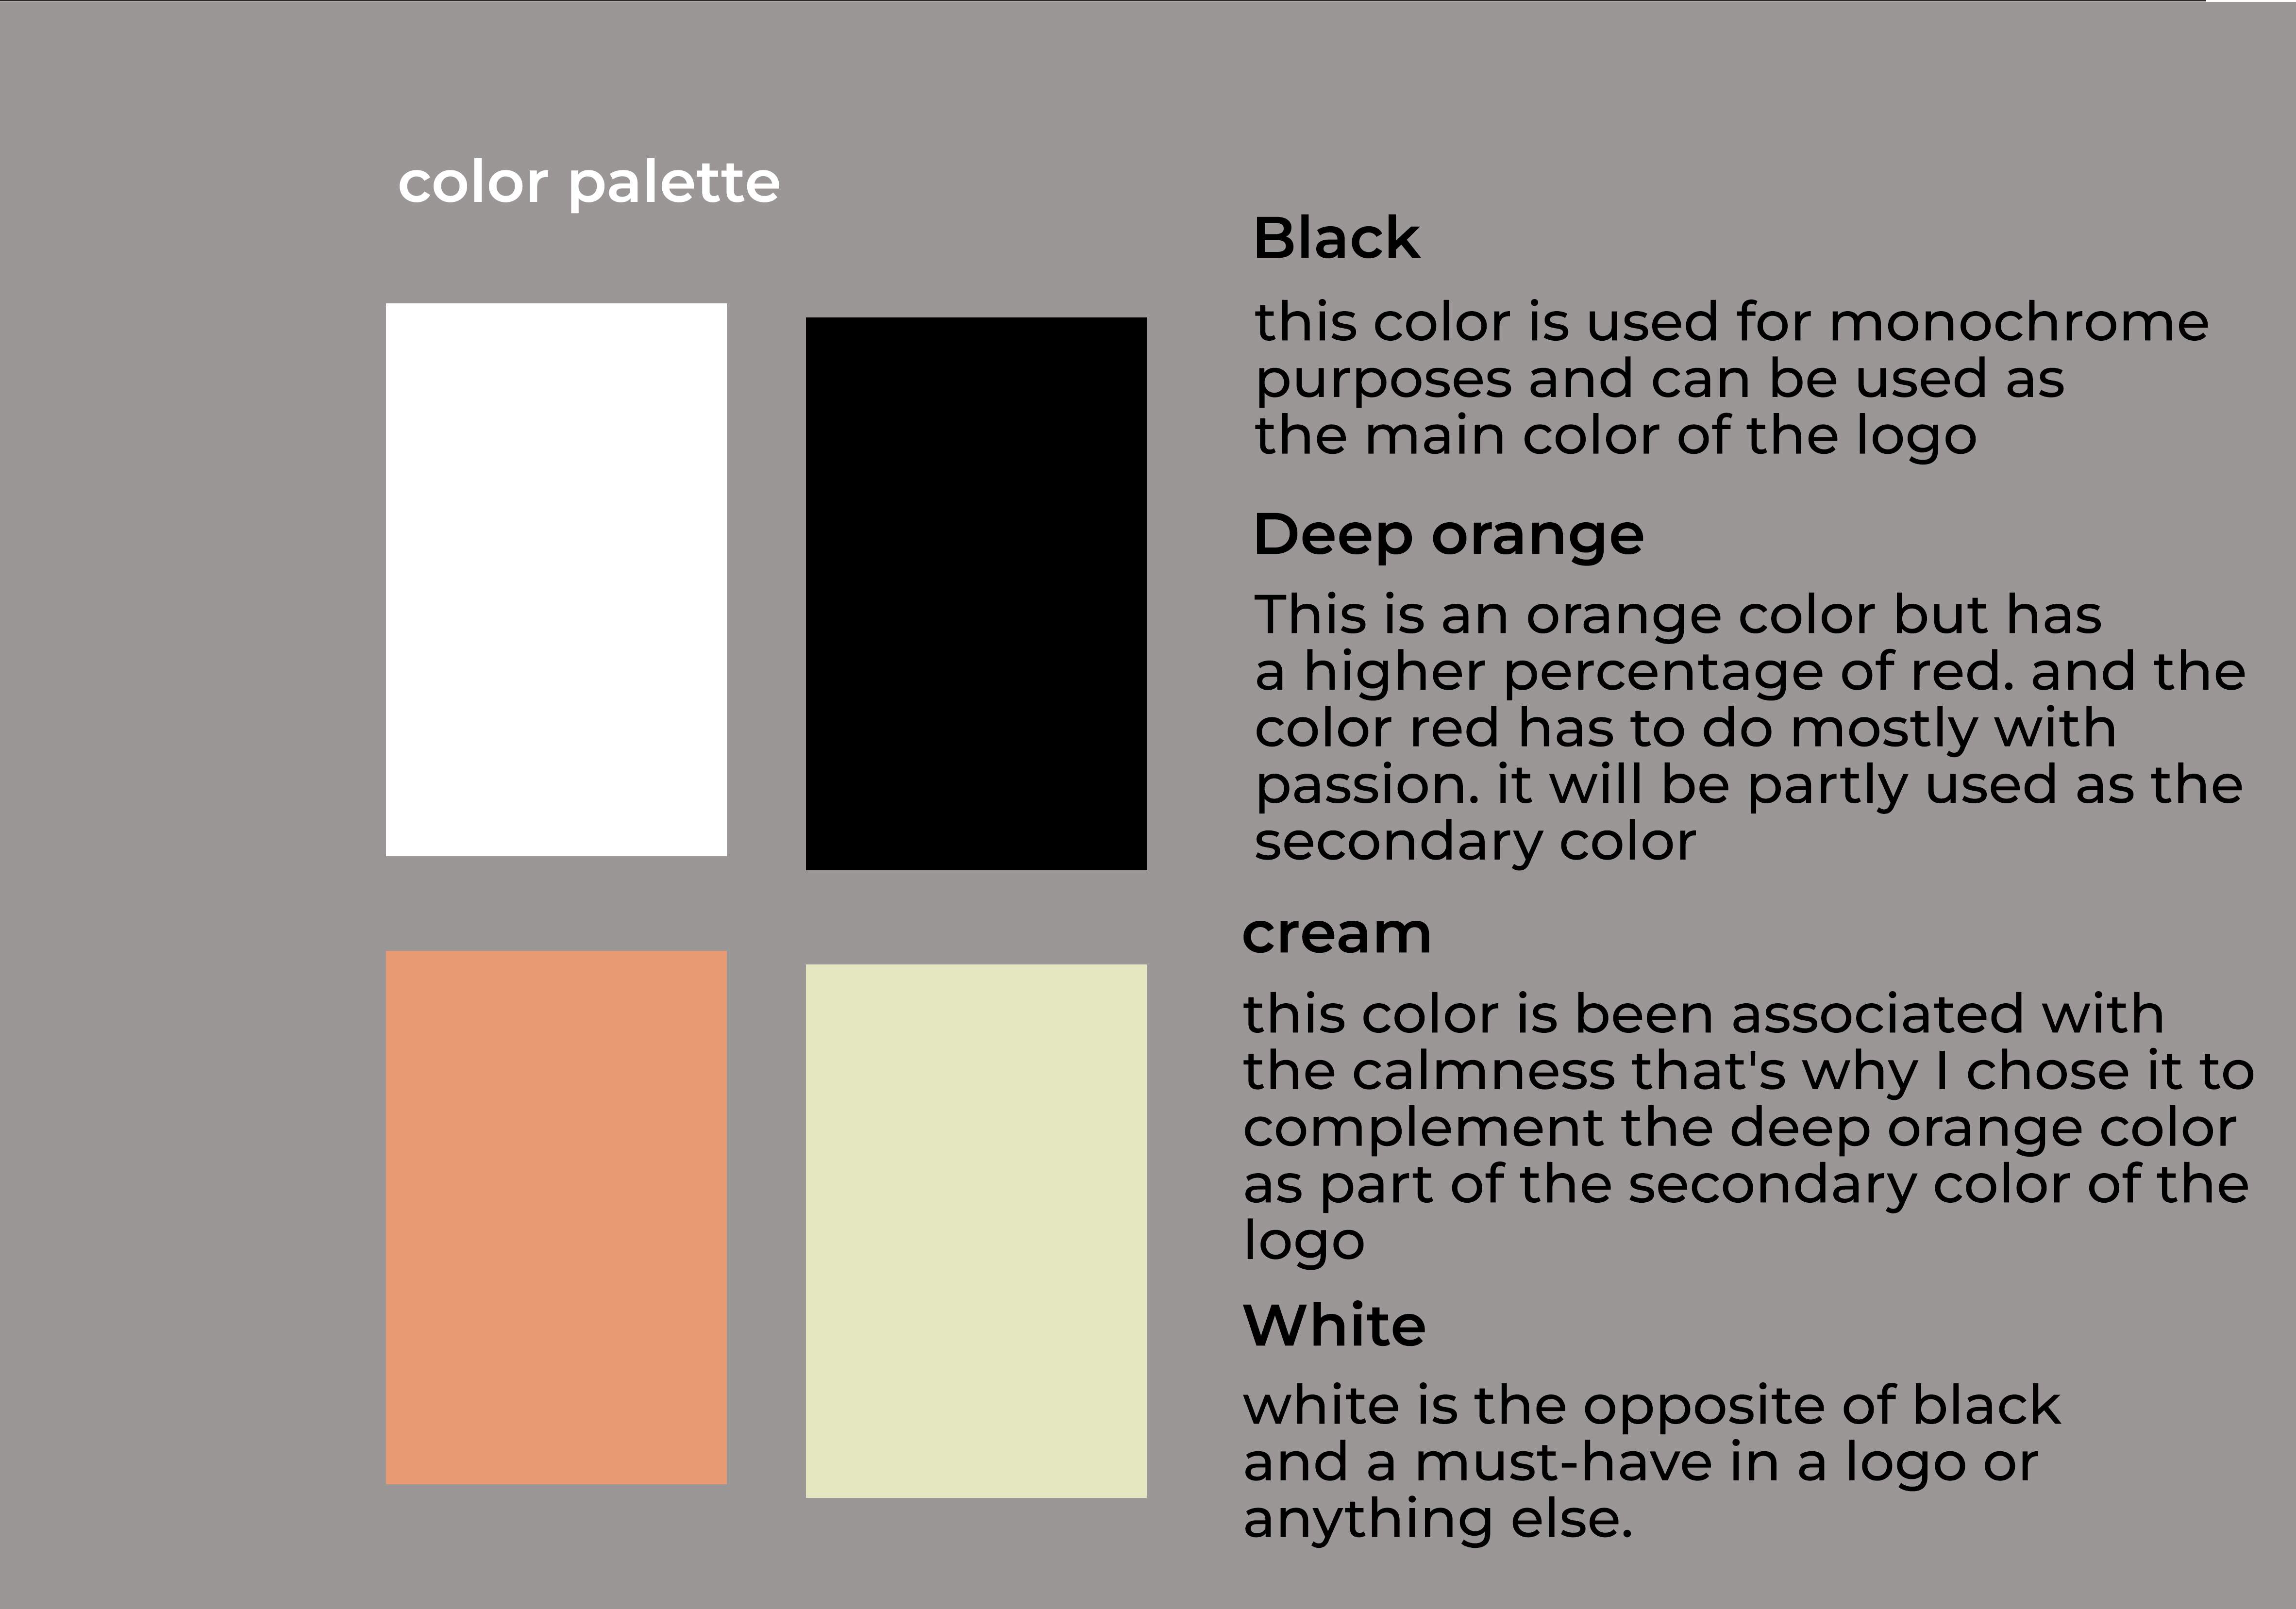 color palette
Black
this color is used for monochrome
purposes and can be used as
the main color of the logo
Deep orange
This is an orange color but has
a higher percentage of red. and the
color red has to do mostly with
passion. it will be partly used as the
secondary color
cream
this color is been associated with
the calmness that's why I chose it to
complement the deep orange color
as part of the secondary color of the
logo
White
white is the opposite of black
and a must-have in a logo or
anything else.